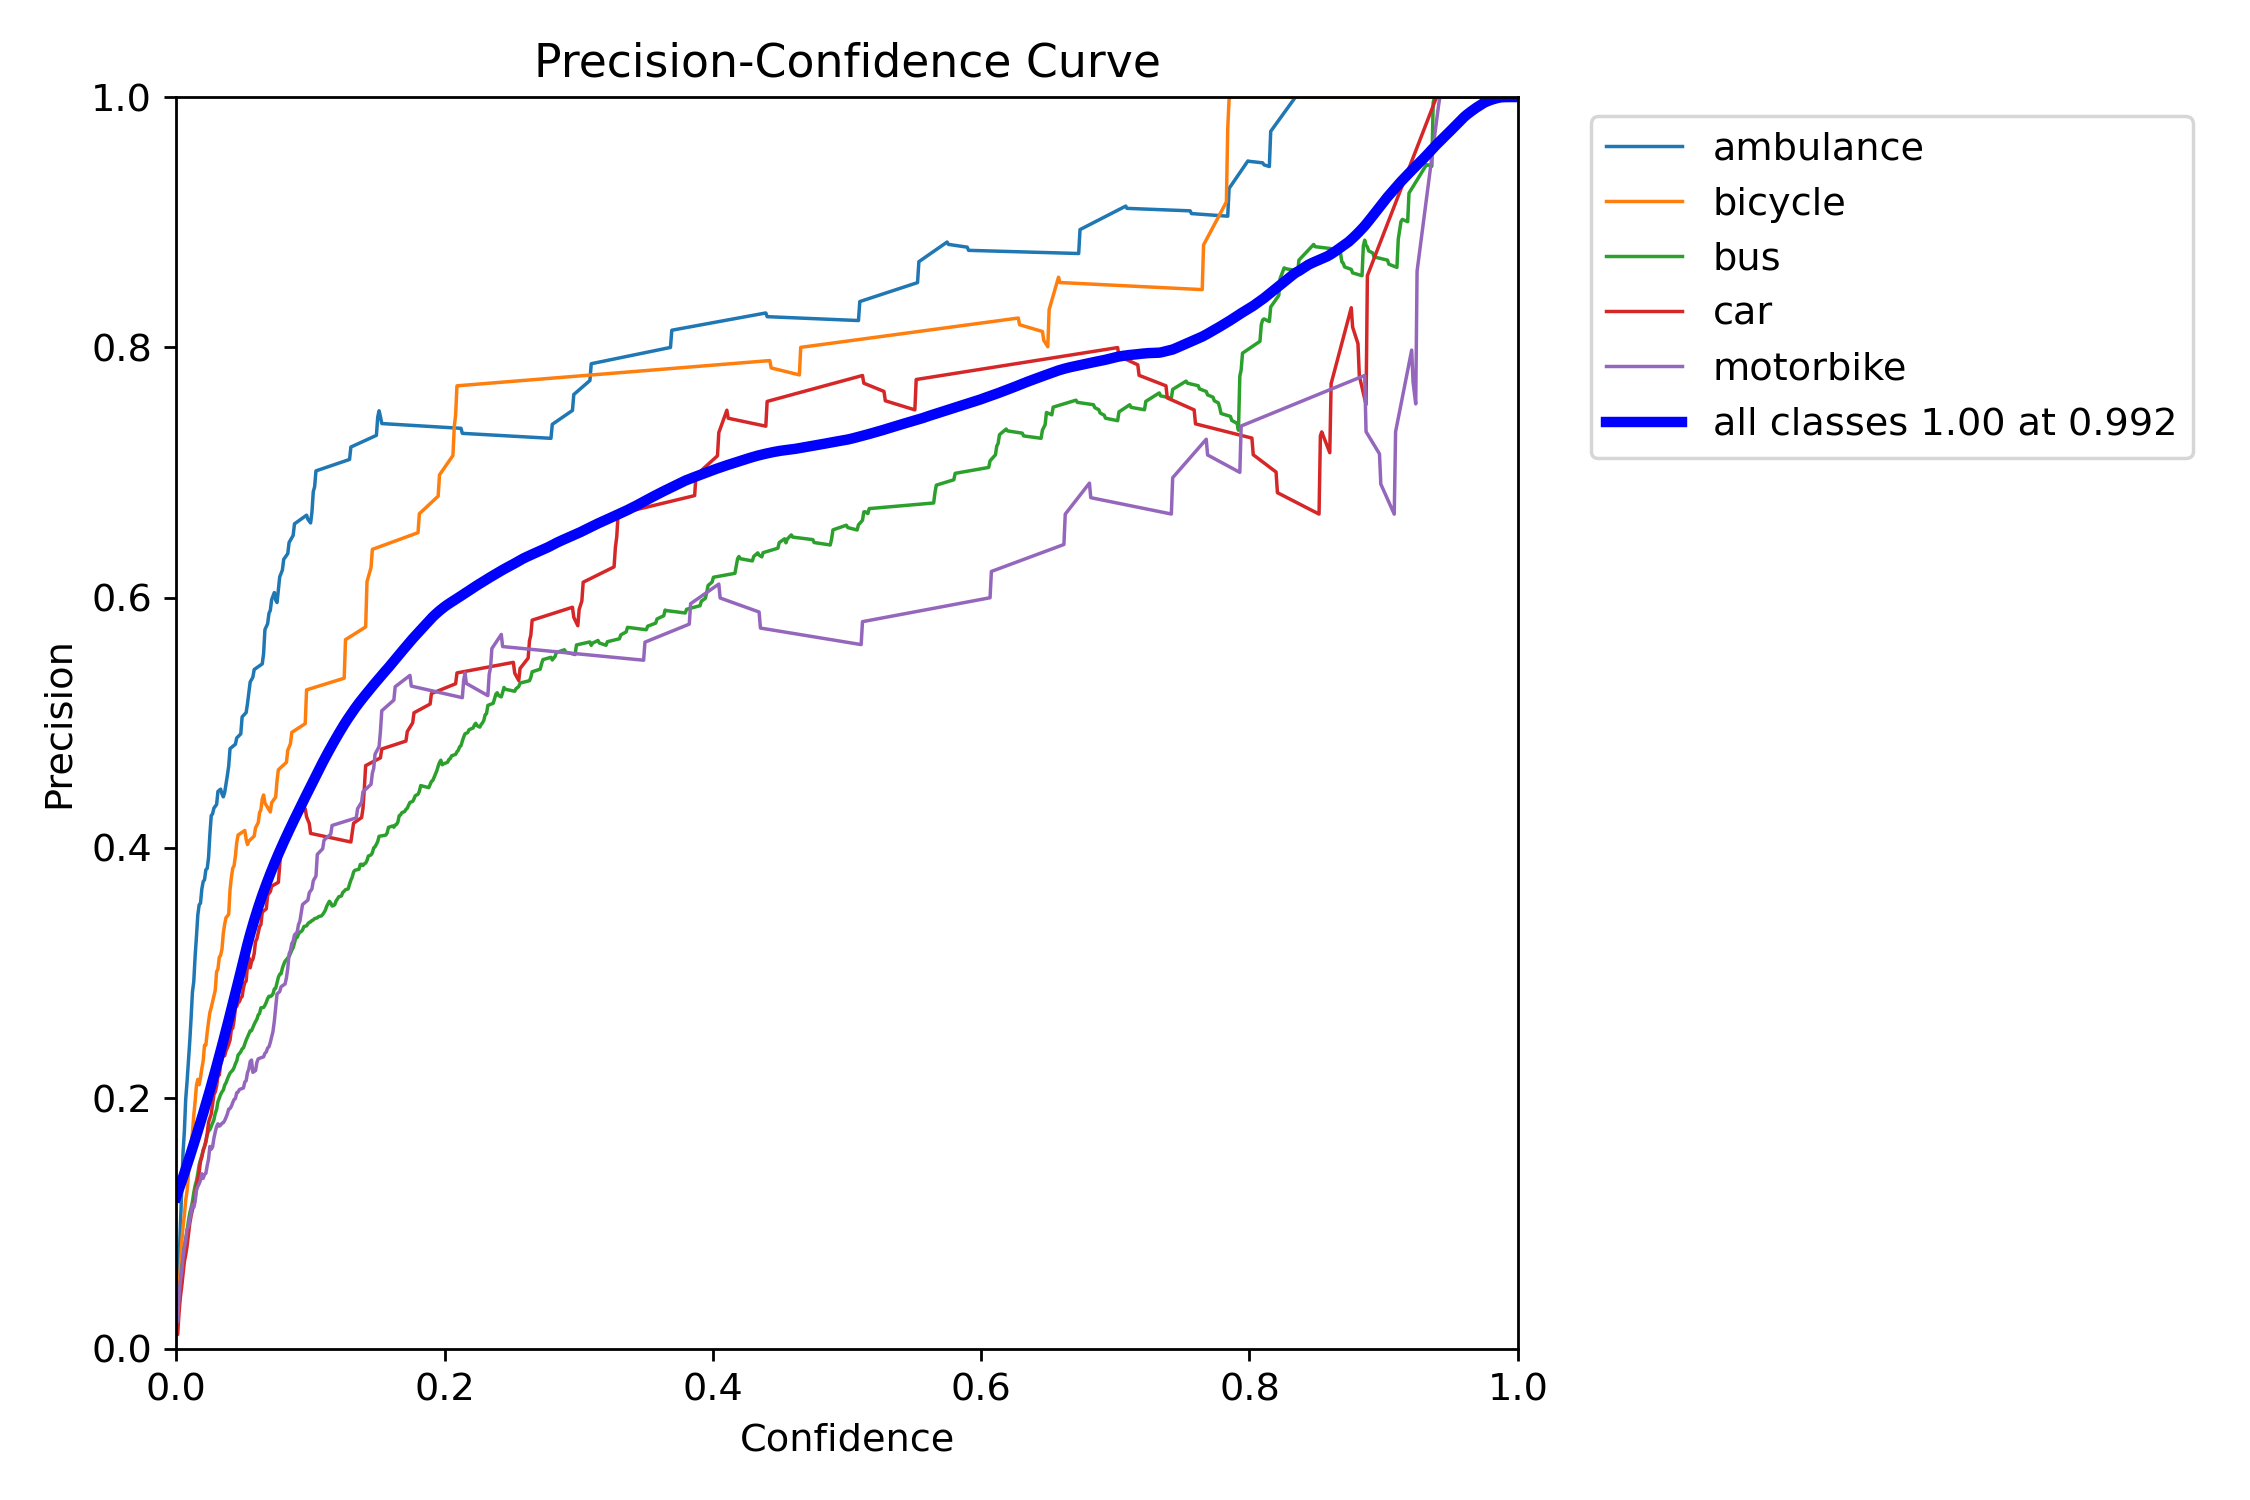 Precision-Confidence Curve
1.0
0.8
0.6
0.4
0.2
0.0
Precision
0.0 0.2 0.4 0.6 0.8 1.0
Confidence
ambulance
bicycle
bus
car
motorbike
all classes 1.00 at 0.992